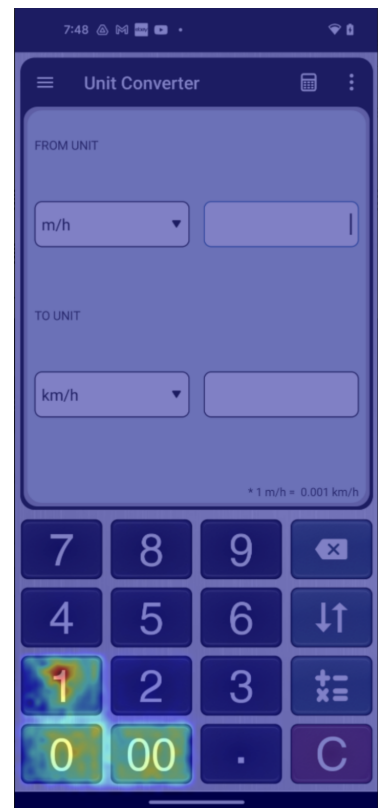 7:48
Unit Converter
FROM UNIT
m/h
TO UNIT
km/h
* 1 m/h = 0.001 km/h
7 8 9
4 5 6
1 2 3
0 00 . C